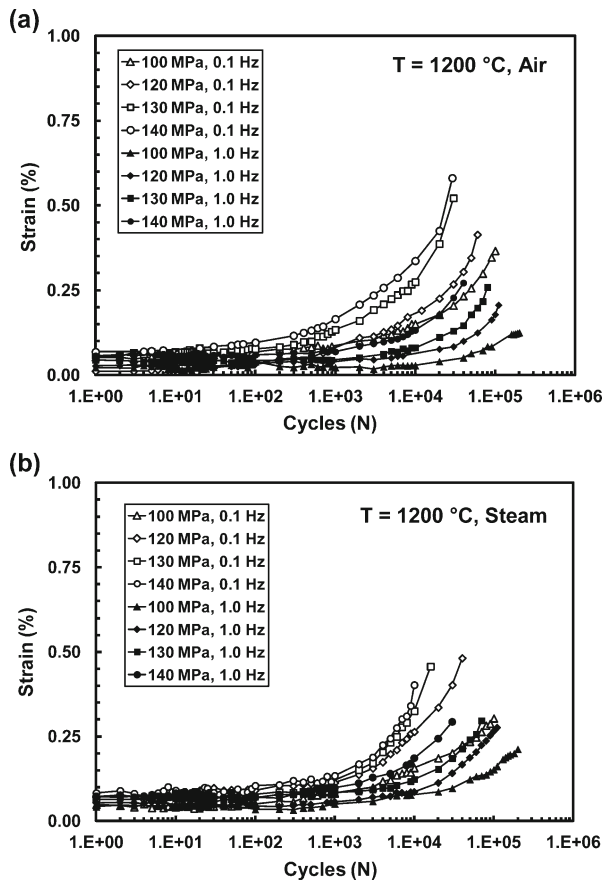 (a)
1.00
0.75
0.50
0.25
0.00
Strain (%)
100 MPa, 0.1 Hz
120 MPa, 0.1 Hz
130 MPa, 0.1 Hz
140 MPa, 0.1 Hz
100 MPa, 1.0 Hz
120 MPa, 1.0 Hz
130 MPa, 1.0 Hz
140 MPa, 1.0 Hz
T = 1200 °C, Air
1.E+00 1.E+01 1.E+02 1.E+03 1.E+04 1.E+05 1.E+06
Cycles (N)
(b)
1.00
0.75
0.50
0.25
0.00
Strain (%)
100 MPa, 0.1 Hz
120 MPa, 0.1 Hz
130 MPa, 0.1 Hz
140 MPa, 0.1 Hz
100 MPa, 1.0 Hz
120 MPa, 1.0 Hz
130 MPa, 1.0 Hz
140 MPa, 1.0 Hz
T = 1200 °C, Steam
1.E+00 1.E+01 1.E+02 1.E+03 1.E+04 1.E+05 1.E+06
Cycles (N)